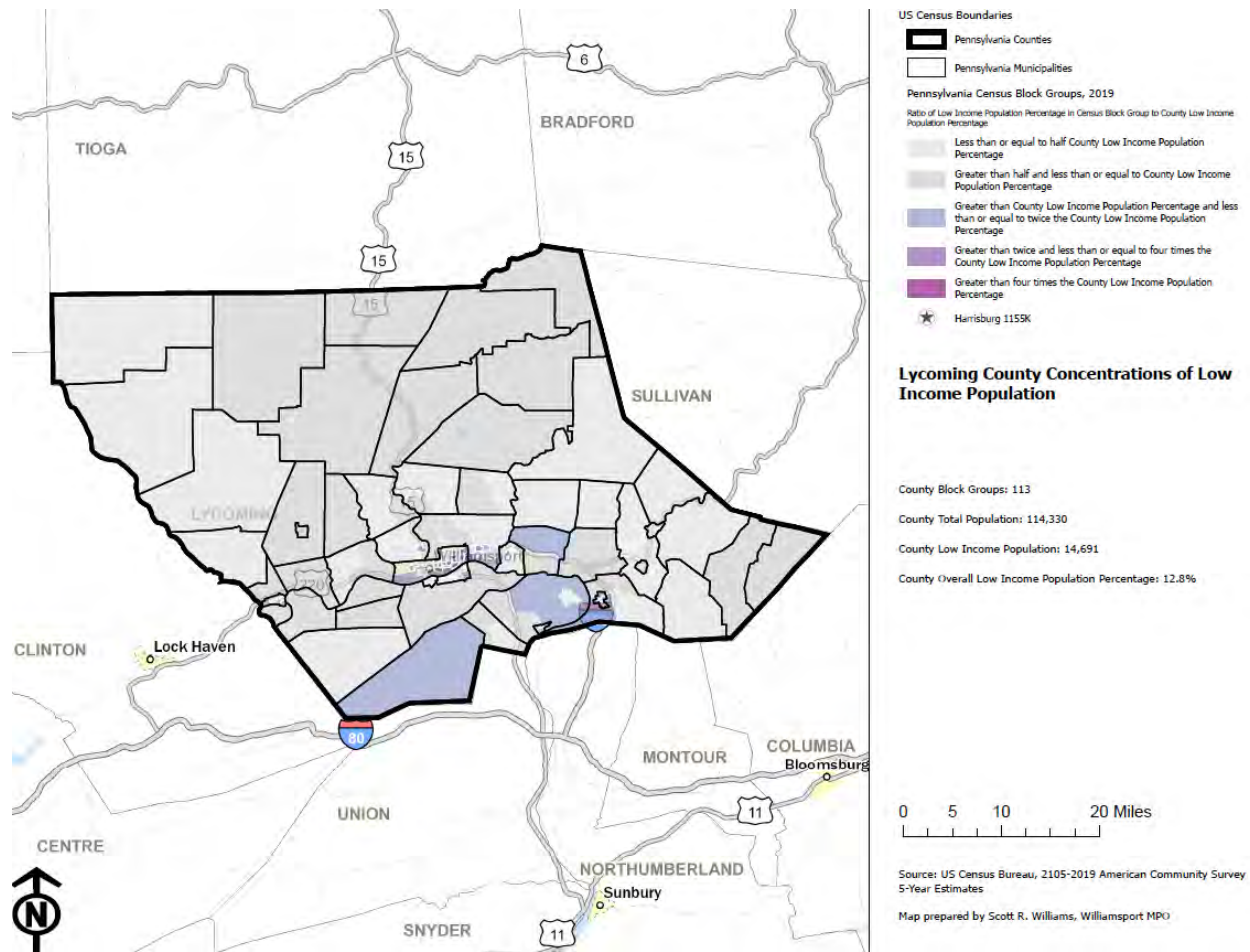 6
BRADFORD
TIOGA
15
15
15
SULLIVAN
LYCOMING
15
Williamsport
220
CLINTON
Lock Haven
80
MONTOUR
COLUMBIA
Bloomsburg
11
UNION
CENTRE
NORTHUMBERLAND
Sunbury
SNYDER
11
N
US Census Boundaries
Pennsylvania Counties
Pennsylvania Municipalities
Pennsylvania Census Block Groups, 2019
Ratio of Low Income Population Percentage in Census Block Group to County Low Income
Population Percentage
Less than or equal to half County Low Income Population
Percentage
Greater than half and less than or equal to County Low Income
Population Percentage
Greater than County Low Income Population Percentage and less
than or equal to twice the County Low Income Population
Percentage
Greater than twice and less than or equal to four times the
County Low Income Population Percentage
Greater than four times the County Low Income Population
Percentage
Harrisburg 1155K
Lycoming County Concentrations of Low
Income Population
County Block Groups: 113
County Total Population: 114,330
County Low Income Population: 14,691
County Overall Low Income Population Percentage: 12.8%
0 5 10 20 Miles
Source: US Census Bureau, 2105-2019 American Community Survey
5-Year Estimates
Map prepared by Scott R. Williams, Williamsport MPO